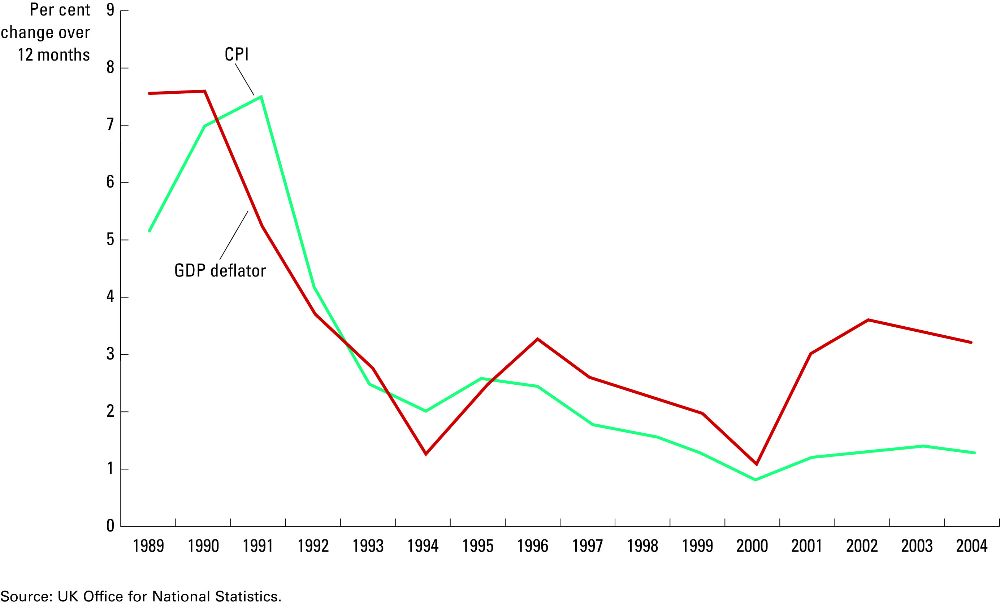 Per cent
change over
12 months
9
8
7
6
5
4
3
2
1
0
CPI
GDP deflator
1989 1990 1991 1992 1993 1994 1995 1996 1997 1998 1999 2000 2001 2002 2003 2004
Source: UK Office for National Statistics.